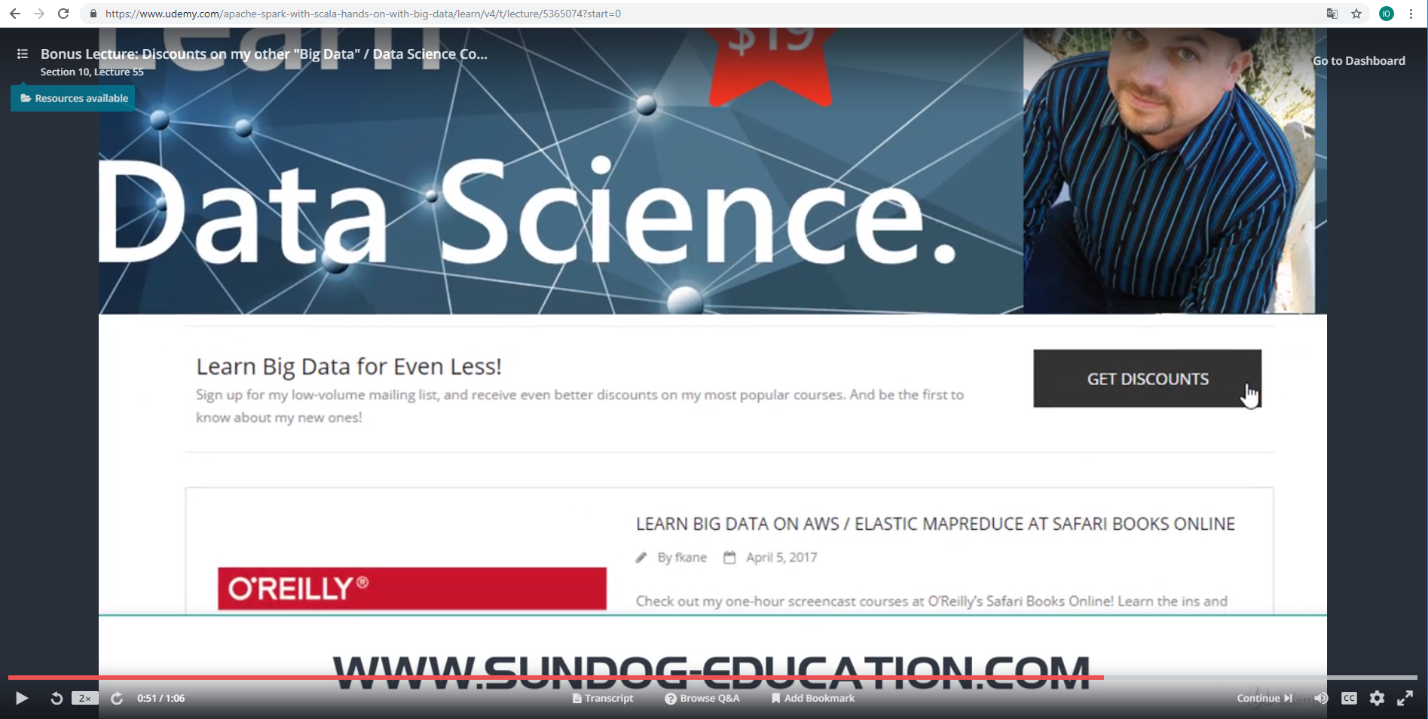 https://www.udemy.com/apache-spark-with-scala-hands-on-with-big-data/learn/v4/t/lecture/5365074?start=0
Bonus Lecture: Discounts on my other "Big Data" / Data Science Co...
Section 10, Lecture 55
Go to Dashboard
Resources available
Learn
$19
Data Science.
Learn Big Data for Even Less!
Sign up for my low-volume mailing list, and receive even better discounts on my most popular courses. And be the first to
know about my new ones!
GET DISCOUNTS
LEARN BIG DATA ON AWS / ELASTIC MAPREDUCE AT SAFARI BOOKS ONLINE
By fkane April 5, 2017
O'REILLY®
Check out my one-hour screencast courses at O'Reilly's Safari Books Online! Learn the ins and
WWW.SUNDOG-EDUCATION.COM
2× 0:51 / 1:06 Transcript Browse Q&A Add Bookmark Continue CC